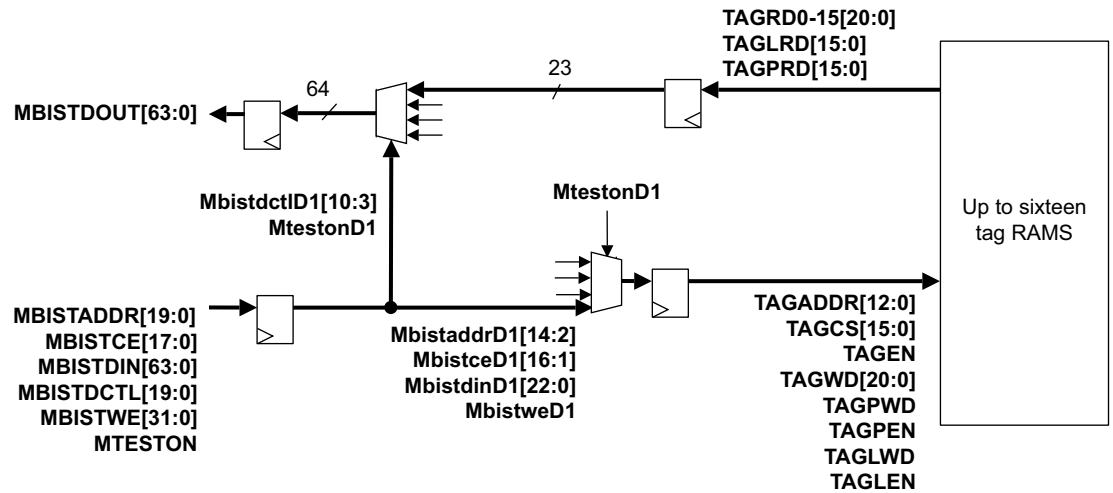 TAGRD0-15[20:0]
TAGLRD[15:0]
TAGPRD[15:0]
23
64
MBISTDOUT[63:0]
MbistdctlD1[10:3]
MtestonD1
MtestonD1
Up to sixteen
tag RAMS
MBISTADDR[19:0]
MBISTCE[17:0]
MBISTDIN[63:0]
MBISTDCTL[19:0]
MBISTWE[31:0]
MTESTON
MbistaddrD1[14:2]
MbistceD1[16:1]
MbistdinD1[22:0]
MbistweD1
TAGADDR[12:0]
TAGCS[15:0]
TAGEN
TAGWD[20:0]
TAGPWD
TAGPEN
TAGLWD
TAGLEN